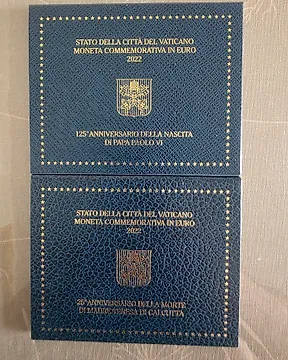 STATO DELLA CITTÀ DEL VATICANO
MONETA COMMEMORATIVA IN EURO
2022
125° ANNIVERSARIO DELLA NASCITA
DI PAPA PAOLO VI
STATO DELLA CITTÀ DEL VATICANO
MONETA COMMEMORATIVA IN EURO
2022
25° ANNIVERSARIO DELLA MORTE
DI MADRE TERESA DI CALCUTTA